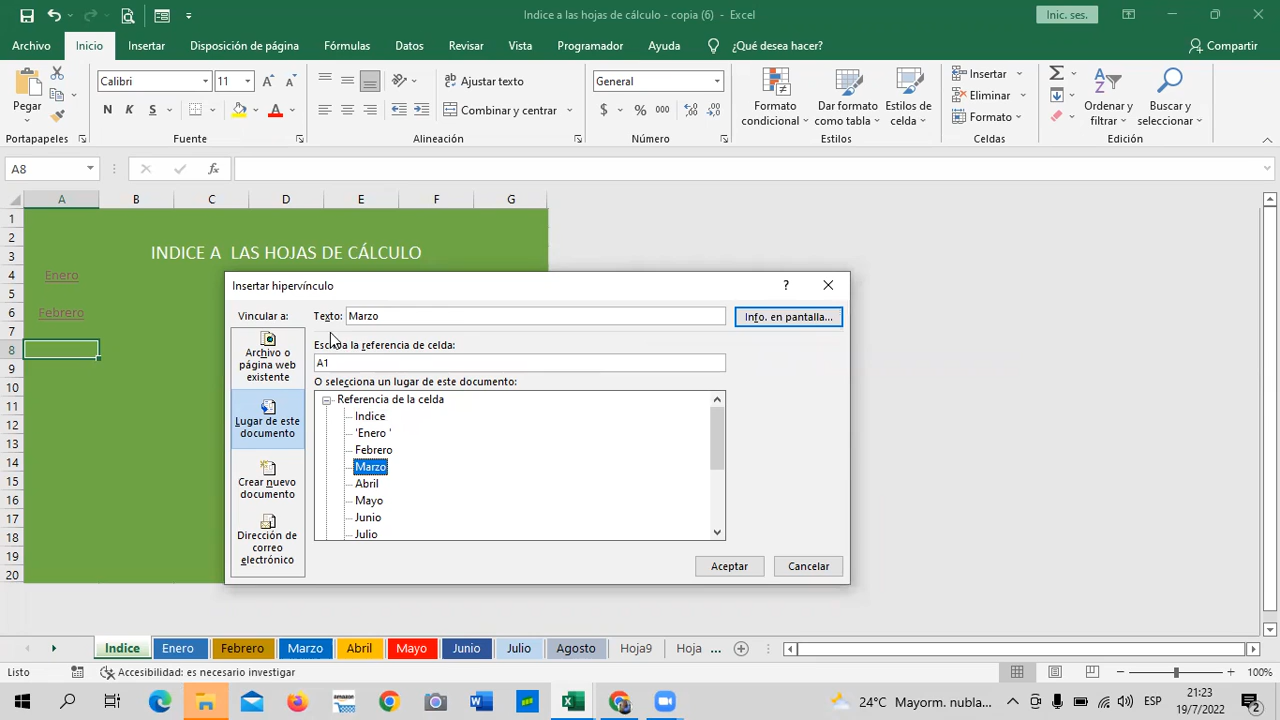 Indice a las hojas de cálculo - copia (6) - Excel
Inic. ses.
Archivo Inicio Insertar Disposición de página Fórmulas Datos Revisar Vista Programador Ayuda ¿Qué desea hacer? Compartir
Pegar
Calibri 11
N K S
Ajustar texto
Combinar y centrar
General
$ % 000
Formato condicional
Dar formato como tabla
Estilos de celda
Insertar
Eliminar
Formato
Ordenar y filtrar
Buscar y seleccionar
Portapapeles Fuente Alineación Número Estilos Celdas Edición
A8 fx
A B C D E F G
1
2
3 INDICE A LAS HOJAS DE CÁLCULO
4 Enero
5
6 Febrero
7
8
9
10
11
12
13
14
15
16
17
18
19
20
Insertar hipervínculo ?
Vincular a: Texto: Marzo Info. en pantalla...
Archivo o página web existente
Lugar de este documento
Crear nuevo documento
Dirección de correo electrónico
la referencia de celda:
A1
O selecciona un lugar de este documento:
Referencia de la celda
Indice
'Enero '
Febrero
Marzo
Abril
Mayo
Junio
Julio
Aceptar Cancelar
Indice Enero Febrero Marzo Abril Mayo Junio Julio Agosto Hoja9 Hoja ...
Listo Accesibilidad: es necesario investigar 100%
amazon
24°C Mayorm. nubla... ESP 21:23
19/7/2022 2